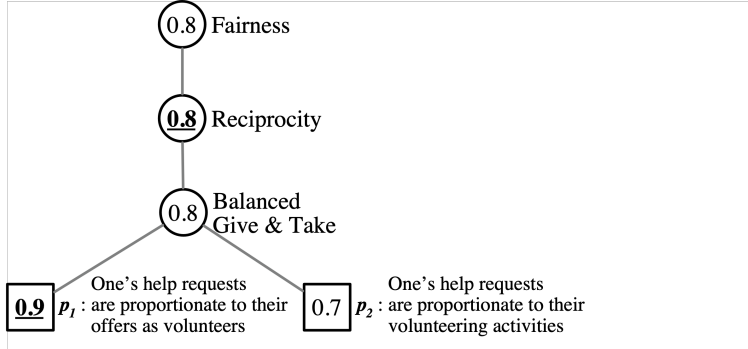 0.8 Fairness
0.8 Reciprocity
0.8 Balanced
Give & Take
One’s help requests
0.9 p1 : are proportionate to their
offers as volunteers
One’s help requests
0.7 p2 : are proportionate to their
volunteering activities